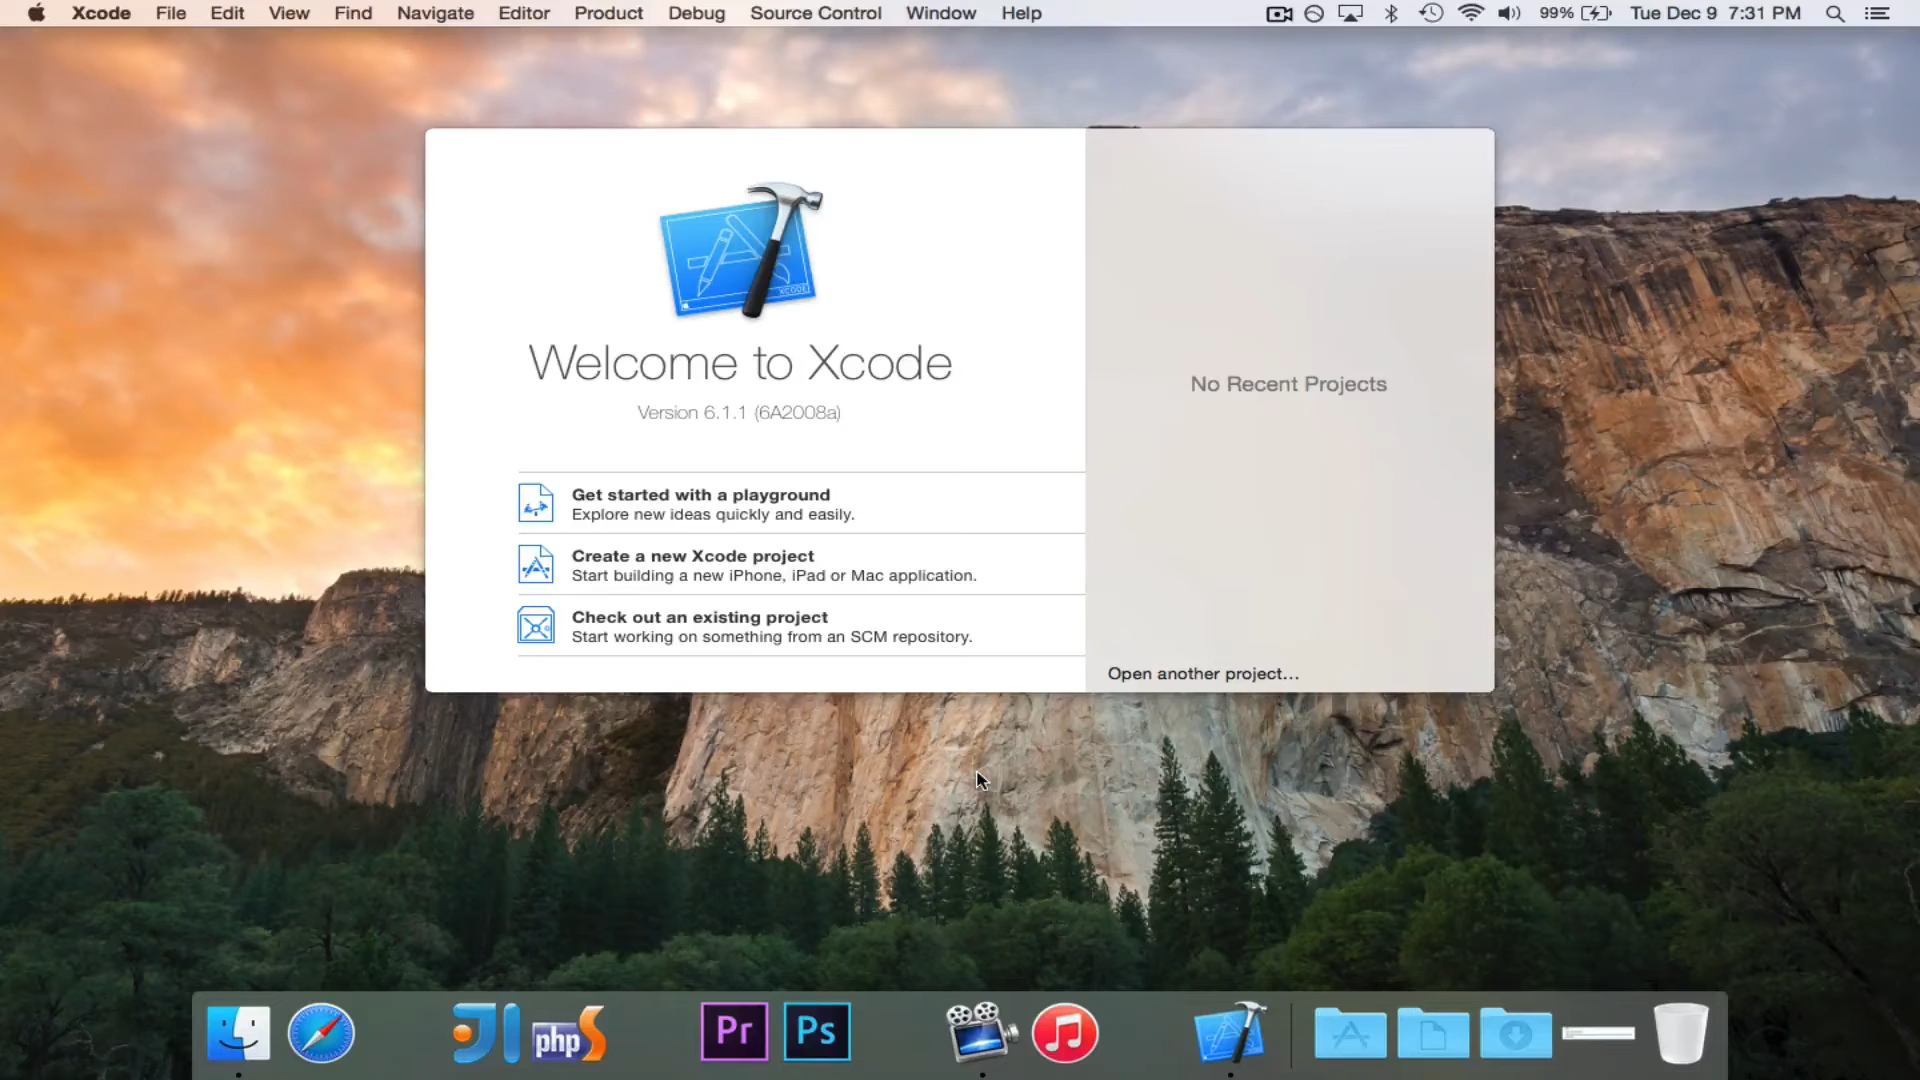 Xcode File Edit View Find Navigate Editor Product Debug Source Control Window Help 99% Tue Dec 9 7:31 PM
XCODE
Welcome to Xcode
Version 6.1.1 (6A2008a)
Get started with a playground
Explore new ideas quickly and easily.
Create a new Xcode project
Start building a new iPhone, iPad or Mac application.
Check out an existing project
Start working on something from an SCM repository.
No Recent Projects
Open another project...
php
Pr
Ps